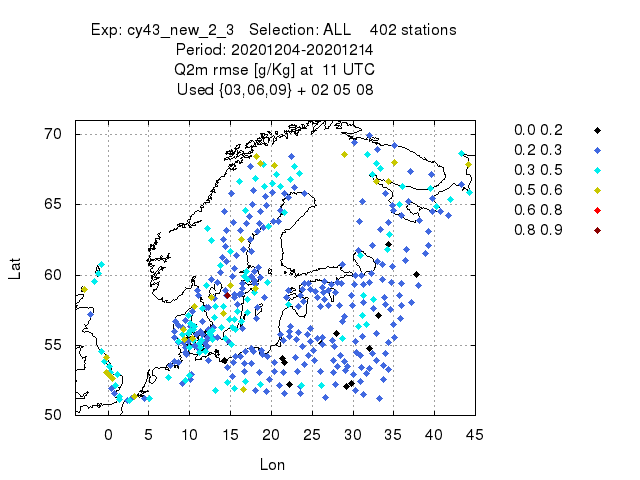 Exp: cy43_new_2_3 Selection: ALL 402 stations
Period: 20201204-20201214
Q2m rmse [g/Kg] at 11 UTC
Used {03,06,09} + 02 05 08
70
65
60
55
50
Lat
0 5 10 15 20 25 30 35 40 45
Lon
0.0 0.2
0.2 0.3
0.3 0.5
0.5 0.6
0.6 0.8
0.8 0.9